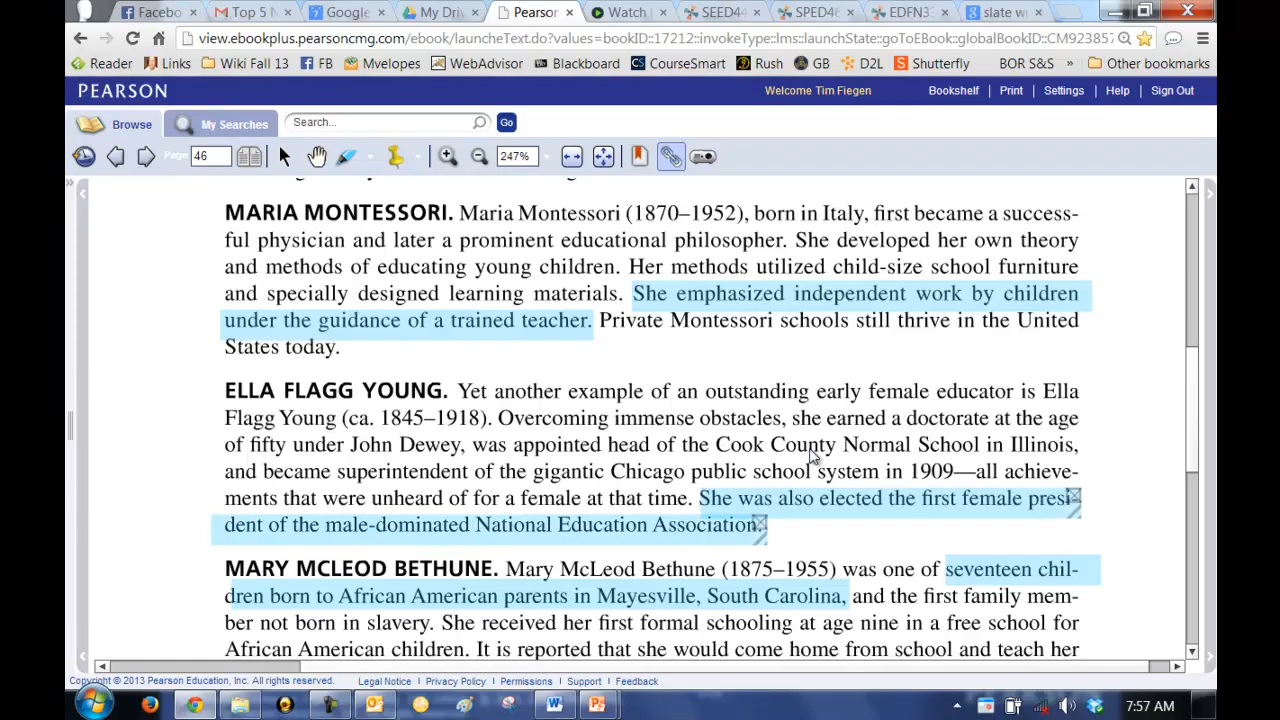 Facebo
Top 5 N
Google
My Driv
Pearson
Watch
SEED44
SPED46
EDFN33
slate w
view.ebookplus.pearsoncmg.com/ebook/launcheText.do?values=bookID::17212::invokeType::lms::launchState::goToEBook::globalBookID::CM923857
Reader Links Wiki Fall 13 FB Mvelopes WebAdvisor Blackboard CourseSmart Rush GB D2L Shutterfly BOR S&S » Other bookmarks
PEARSON Welcome Tim Fiegen Bookshelf | Print | Settings | Help | Sign Out
Browse My Searches Search... Go
Page 46 247%
MARIA MONTESSORI. Maria Montessori (1870–1952), born in Italy, first became a success-
ful physician and later a prominent educational philosopher. She developed her own theory
and methods of educating young children. Her methods utilized child-size school furniture
and specially designed learning materials. She emphasized independent work by children
under the guidance of a trained teacher. Private Montessori schools still thrive in the United
States today.
ELLA FLAGG YOUNG. Yet another example of an outstanding early female educator is Ella
Flagg Young (ca. 1845–1918). Overcoming immense obstacles, she earned a doctorate at the age
of fifty under John Dewey, was appointed head of the Cook County Normal School in Illinois,
and became superintendent of the gigantic Chicago public school system in 1909—all achieve-
ments that were unheard of for a female at that time. She was also elected the first female presi-
dent of the male-dominated National Education Association.
MARY MCLEOD BETHUNE. Mary McLeod Bethune (1875–1955) was one of seventeen chil-
dren born to African American parents in Mayesville, South Carolina, and the first family mem-
ber not born in slavery. She received her first formal schooling at age nine in a free school for
African American children. It is reported that she would come home from school and teach her
Copyright © 2013 Pearson Education, Inc. All rights reserved. Legal Notice | Privacy Policy | Permissions | Support | Feedback
7:57 AM